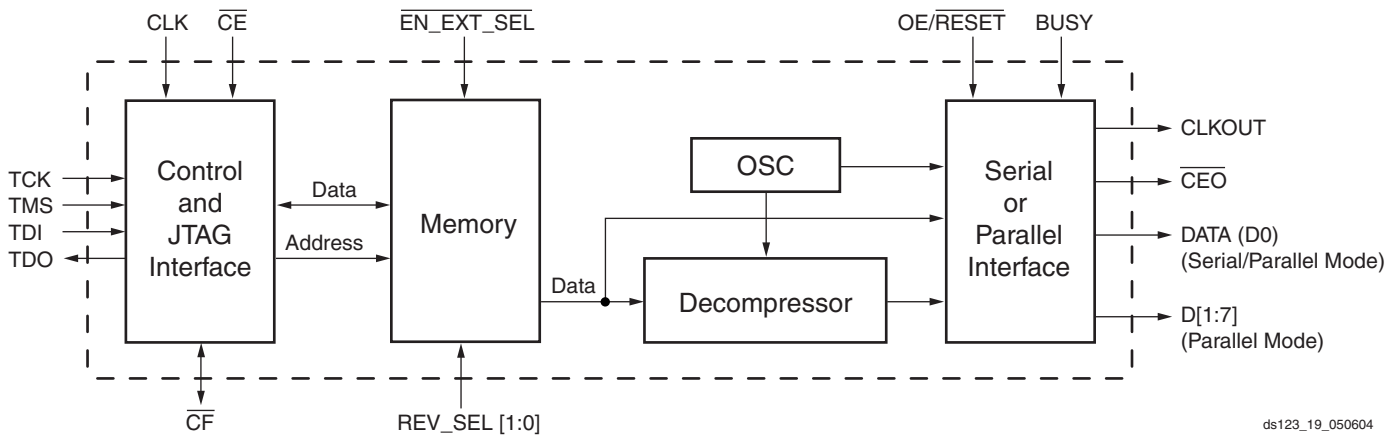 CLK
CE
EN_EXT_SEL
OE/RESET
BUSY
TCK
TMS
TDI
TDO
Control
and
JTAG
Interface
Data
Address
Memory
OSC
Data
Decompressor
Serial
or
Parallel
Interface
CLKOUT
CEO
DATA (D0)
(Serial/Parallel Mode)
D[1:7]
(Parallel Mode)
CF
REV_SEL [1:0]
ds123_19_050604